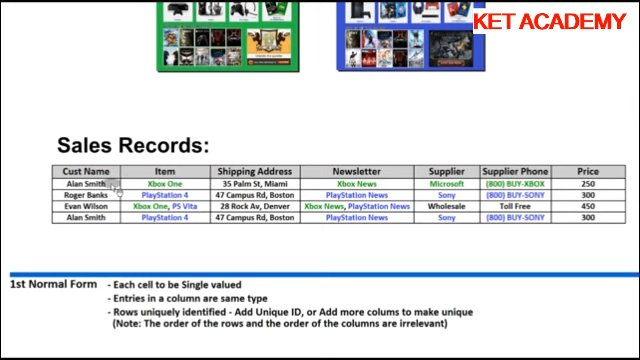 KET ACADEMY
Sales Records:
Cust Name Item Shipping Address Newsletter Supplier Supplier Phone Price
Alan Smith Xbox One 35 Palm St, Miami Xbox News Microsoft (800) BUY-XBOX 250
Roger Banks PlayStation 4 47 Campus Rd, Boston PlayStation News Sony (800) BUY-SONY 300
Evan Wilson Xbox One, PS Vita 28 Rock Av, Denver Xbox News, PlayStation News Wholesale Toll Free 450
Alan Smith PlayStation 4 47 Campus Rd, Boston PlayStation News Sony (800) BUY-SONY 300
1st Normal Form - Each cell to be Single valued
- Entries in a column are same type
- Rows uniquely identified - Add Unique ID, or Add more colums to make unique
(Note: The order of the rows and the order of the columns are irrelevant)